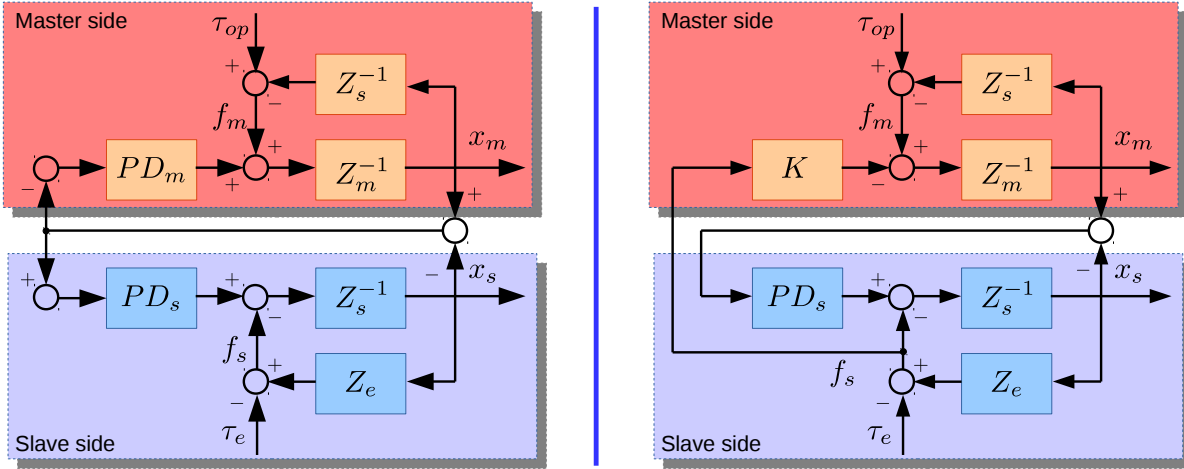 Master side
τ_op
+
Z_s^{-1}
−
f_m
+
x_m
PD_m
+
Z_m^{-1}
−
+
+
+
−
x_s
PD_s
−
Z_s^{-1}
f_s
+
Z_e
−
τ_e
Slave side
Master side
τ_op
+
Z_s^{-1}
−
f_m
+
x_m
K
−
Z_m^{-1}
+
+
−
x_s
PD_s
−
Z_s^{-1}
f_s
+
Z_e
−
τ_e
Slave side